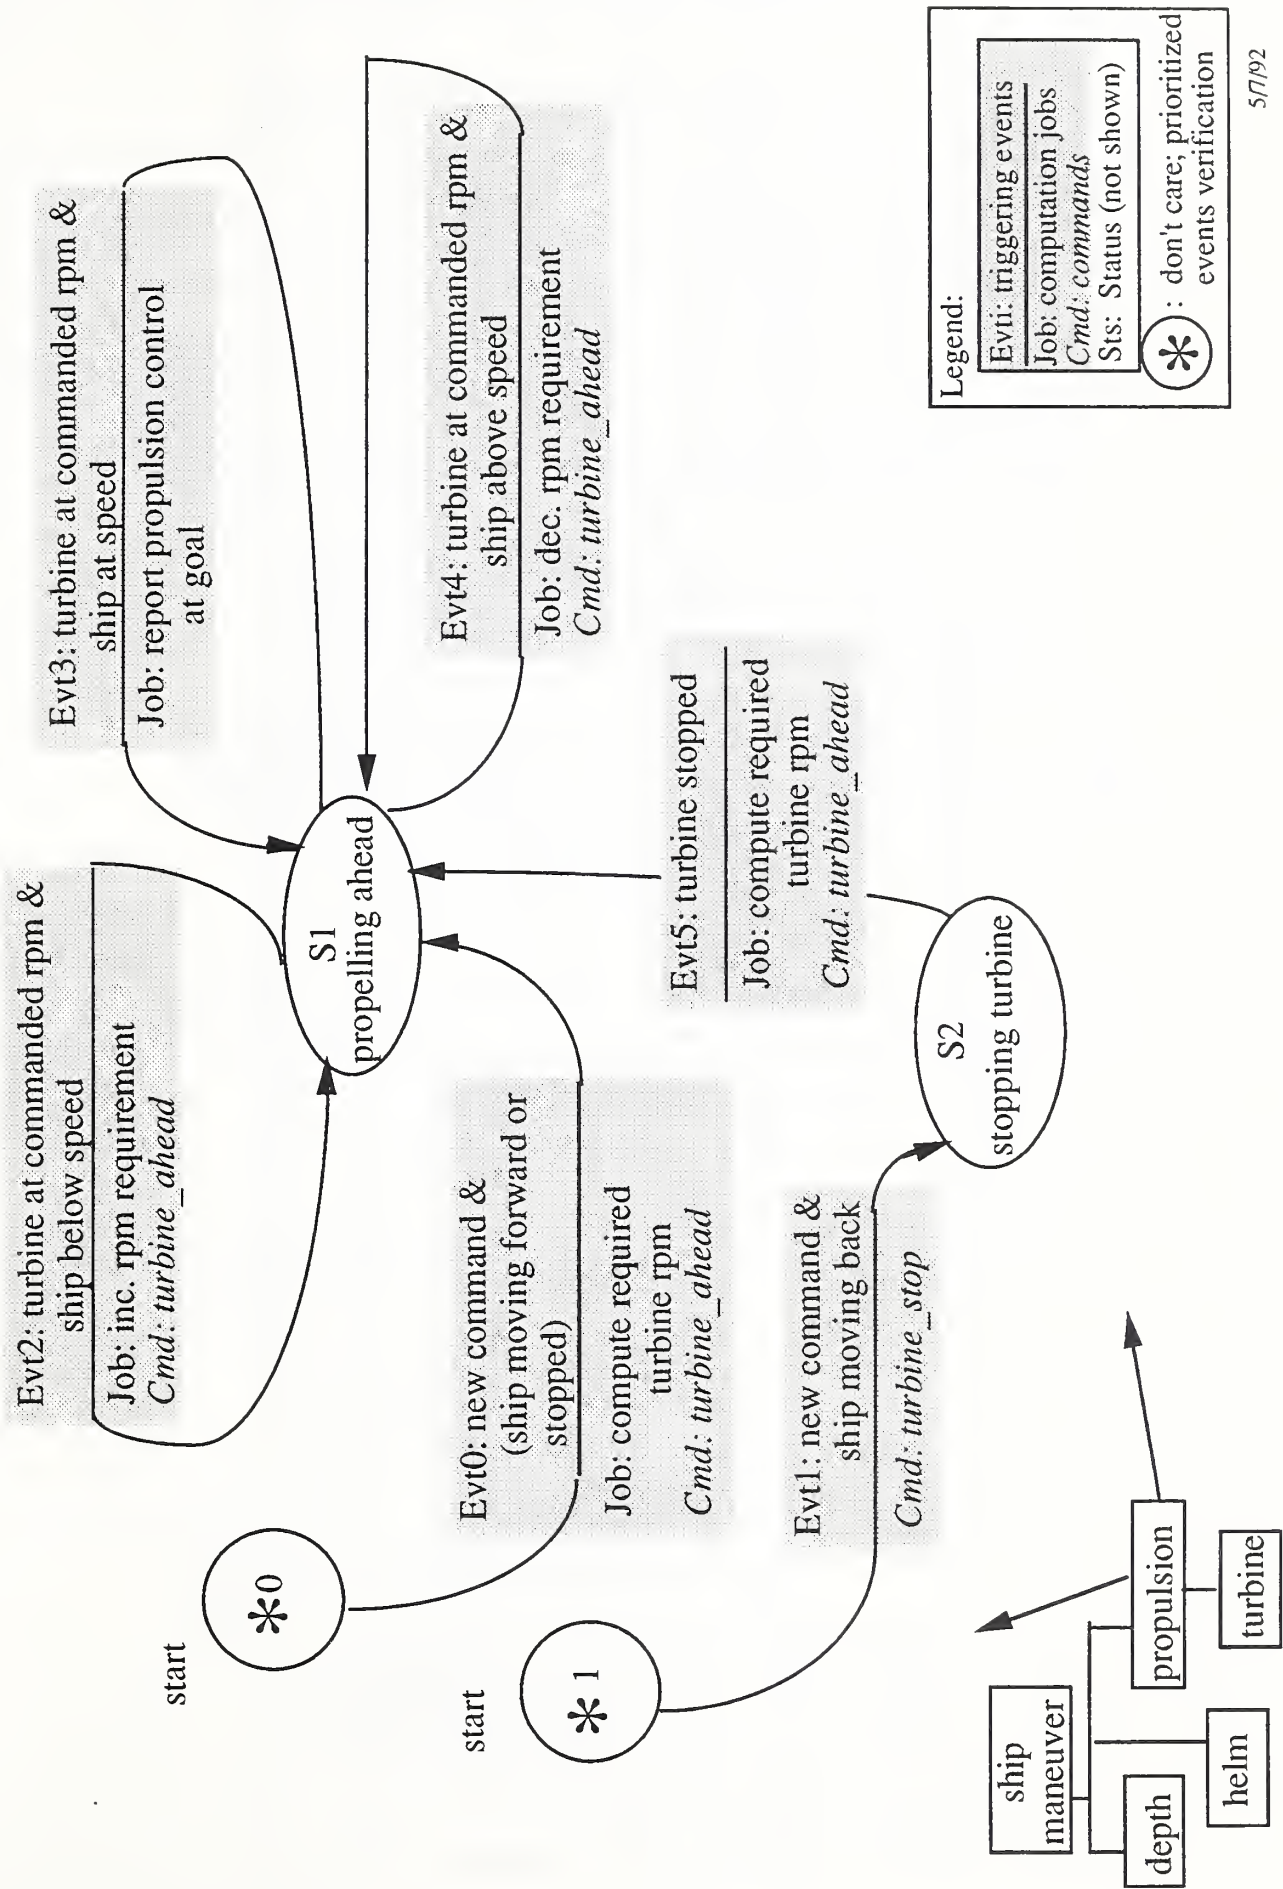 Evt2: turbine at commanded rpm &
ship below speed
Job: inc. rpm requirement
Cmd: turbine_ahead
Evt3: turbine at commanded rpm &
ship at speed
Job: report propulsion control
at goal
start
*0
S1
propelling ahead
Evt4: turbine at commanded rpm &
ship above speed
Job: dec. rpm requirement
Cmd: turbine_ahead
Evt0: new command &
(ship moving forward or
stopped)
Job: compute required
turbine rpm
Cmd: turbine_ahead
start
*1
Evt5: turbine stopped
Job: compute required
turbine rpm
Cmd: turbine_ahead
Evt1: new command &
ship moving back
Cmd: turbine_stop
S2
stopping turbine
ship
maneuver
depth
helm
propulsion
turbine
Legend:
Evti: triggering events
Job: computation jobs
Cmd: commands
Sts: Status (not shown)
* : don't care; prioritized
events verification
5/7/92